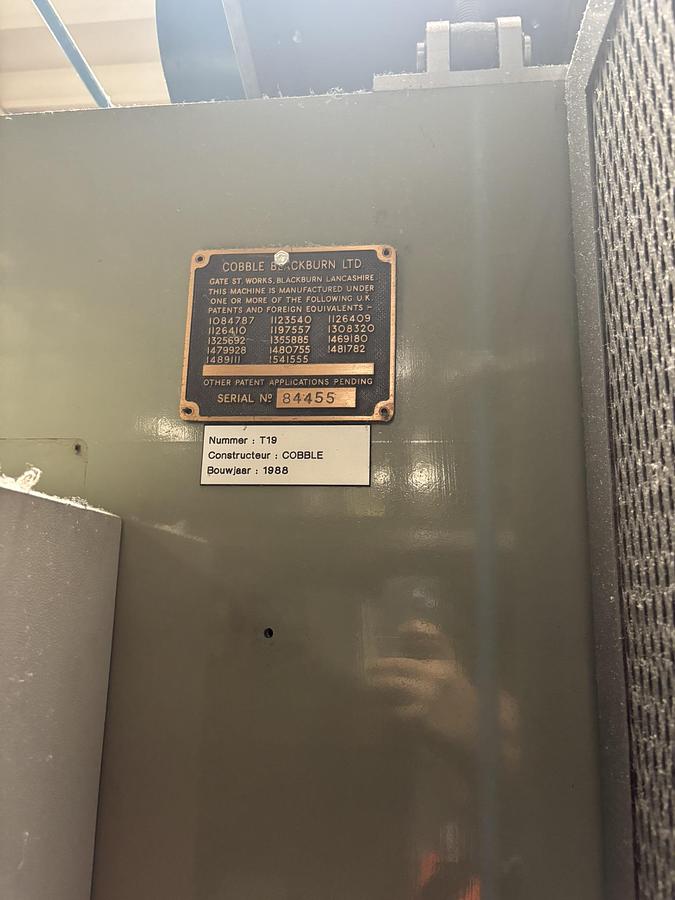 COBBLE BLACKBURN LTD
GATE ST. WORKS, BLACKBURN LANCASHIRE
THIS MACHINE IS MANUFACTURED UNDER
ONE OR MORE OF THE FOLLOWING U.K.
PATENTS AND FOREIGN EQUIVALENTS :-
1084787 1123540 1126409
1126410 1197557 1308320
1325692 1355885 1469180
1479928 1480755 1481782
1489111 1541555
OTHER PATENT APPLICATIONS PENDING
SERIAL Nº 84455
Nummer : T19
Constructeur : COBBLE
Bouwjaar : 1988